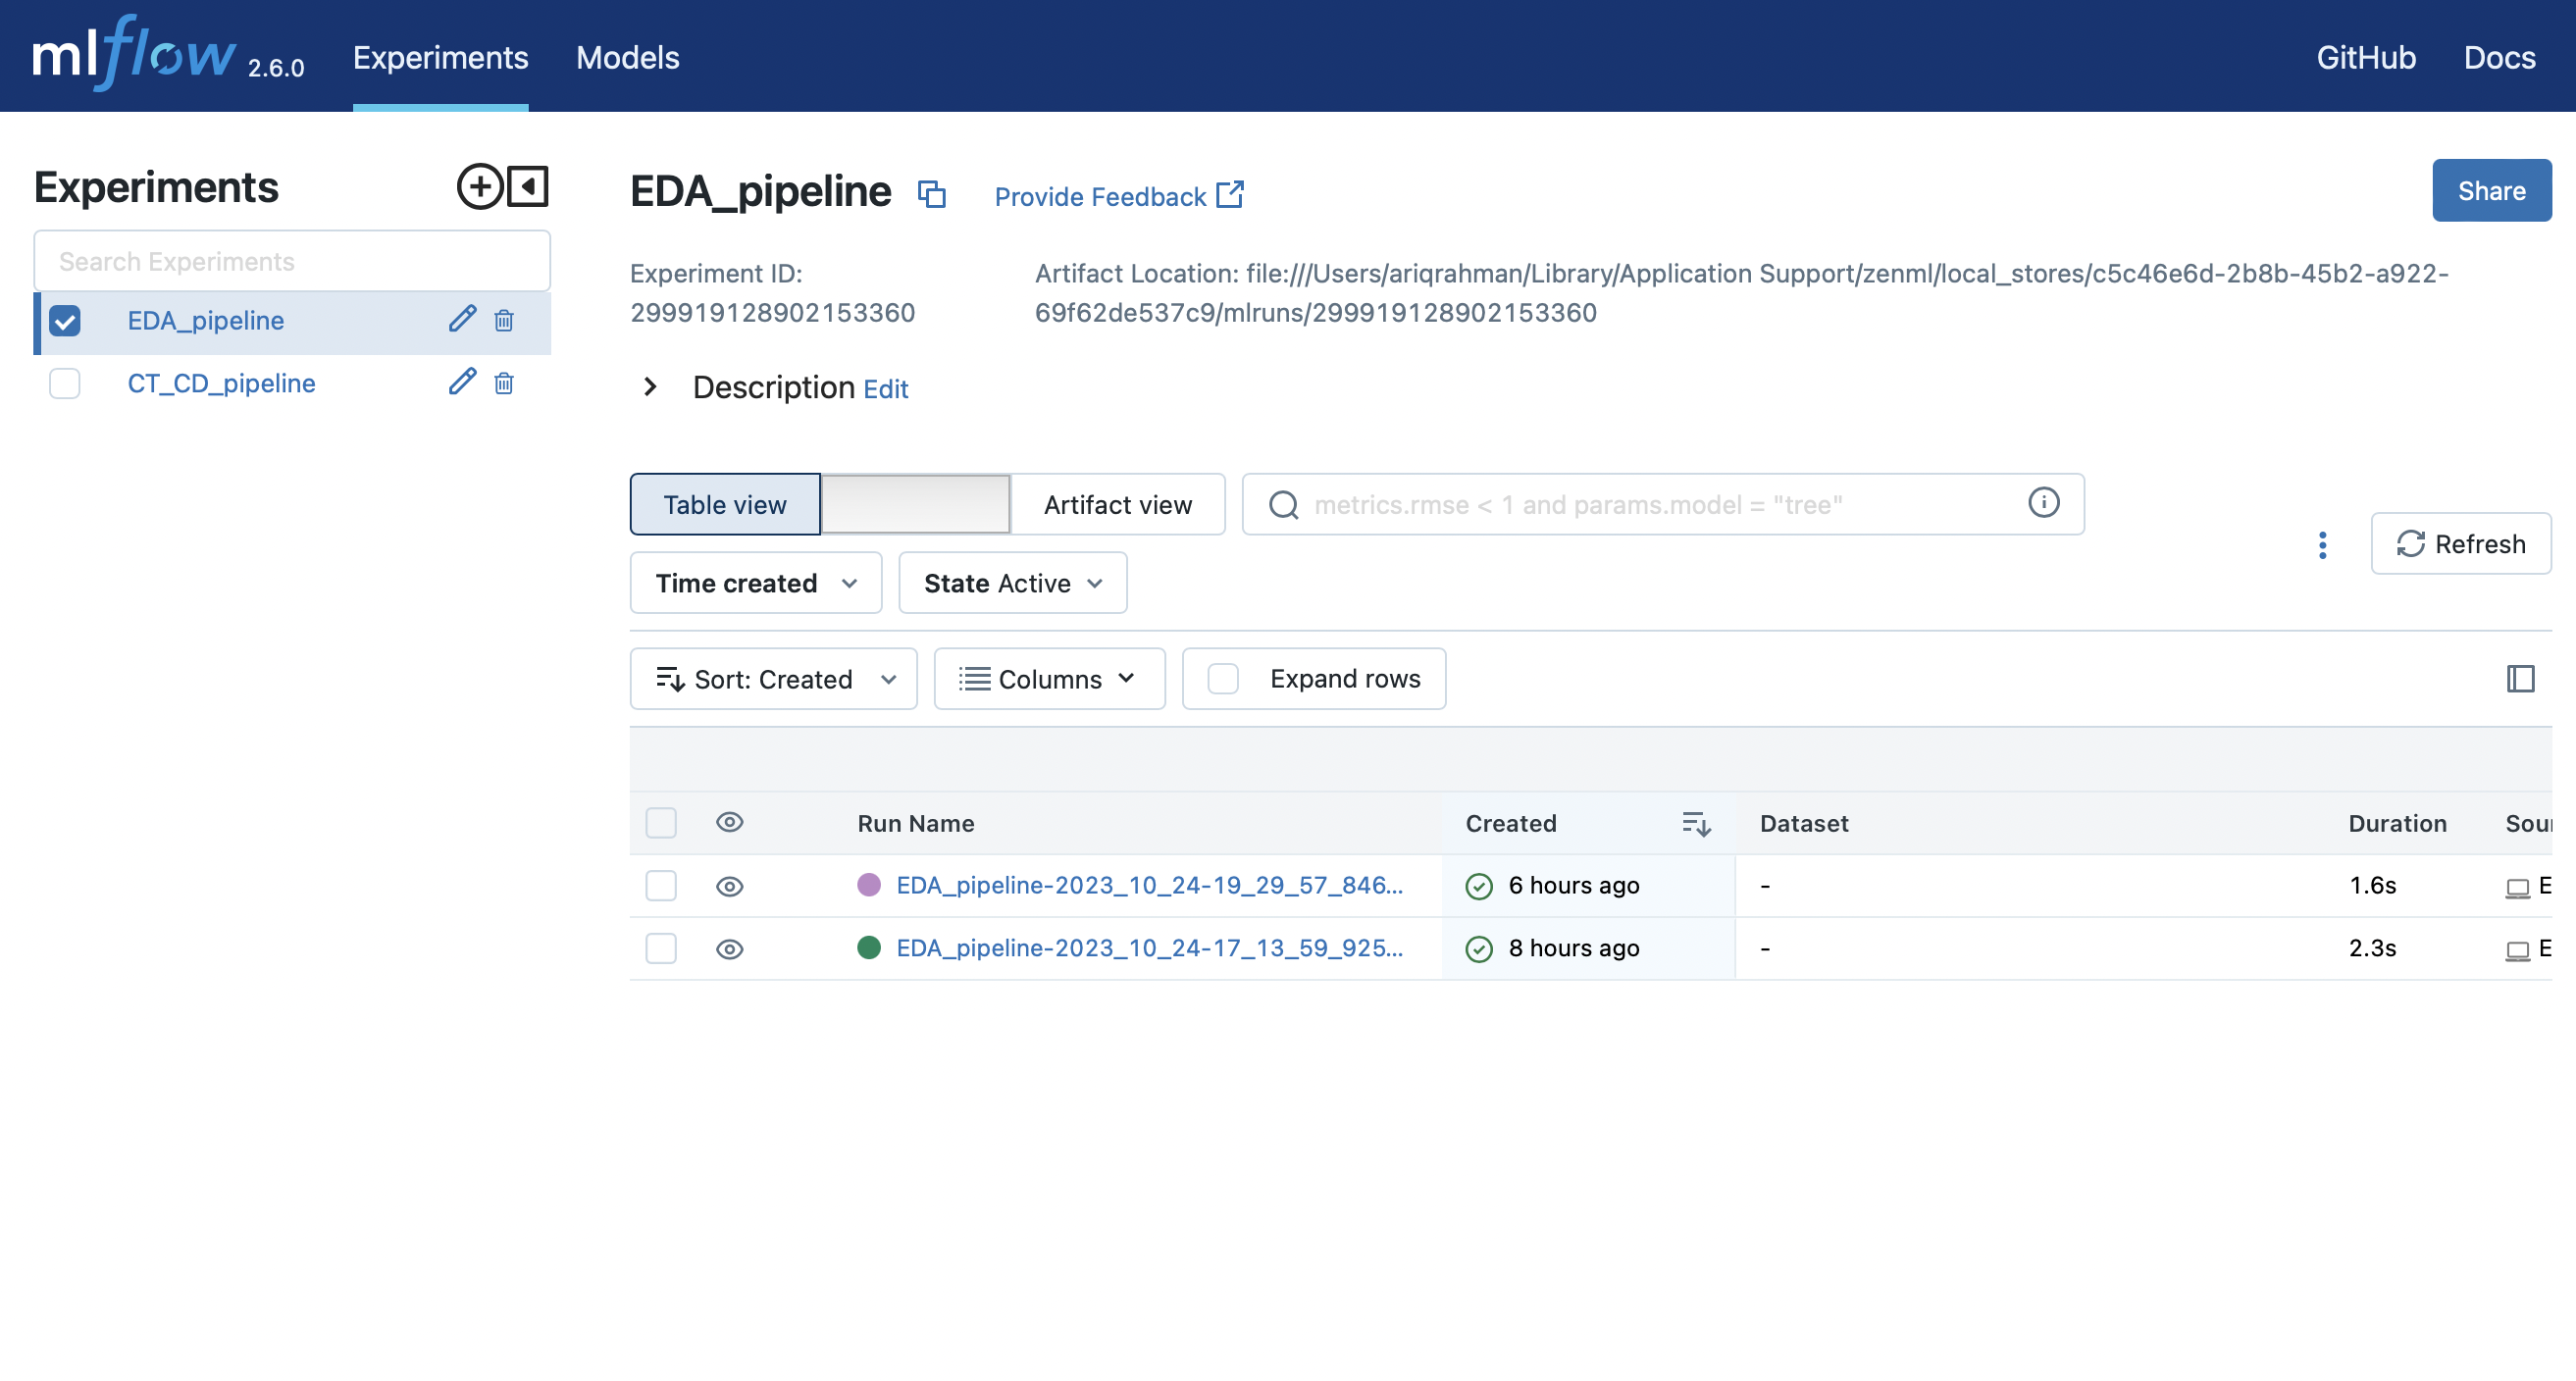 mlflow 2.6.0 Experiments Models GitHub Docs
Experiments
Search Experiments
EDA_pipeline
CT_CD_pipeline
EDA_pipeline Provide Feedback Share
Experiment ID:
299919128902153360
Artifact Location: file:///Users/ariqrahman/Library/Application Support/zenml/local_stores/c5c46e6d-2b8b-45b2-a922-
69f62de537c9/mlruns/299919128902153360
Description Edit
Table view Artifact view metrics.rmse < 1 and params.model = "tree"
Refresh
Time created State Active
Sort: Created Columns Expand rows
Run Name Created Dataset Duration Sou
EDA_pipeline-2023_10_24-19_29_57_846... 6 hours ago - 1.6s E
EDA_pipeline-2023_10_24-17_13_59_925... 8 hours ago - 2.3s E